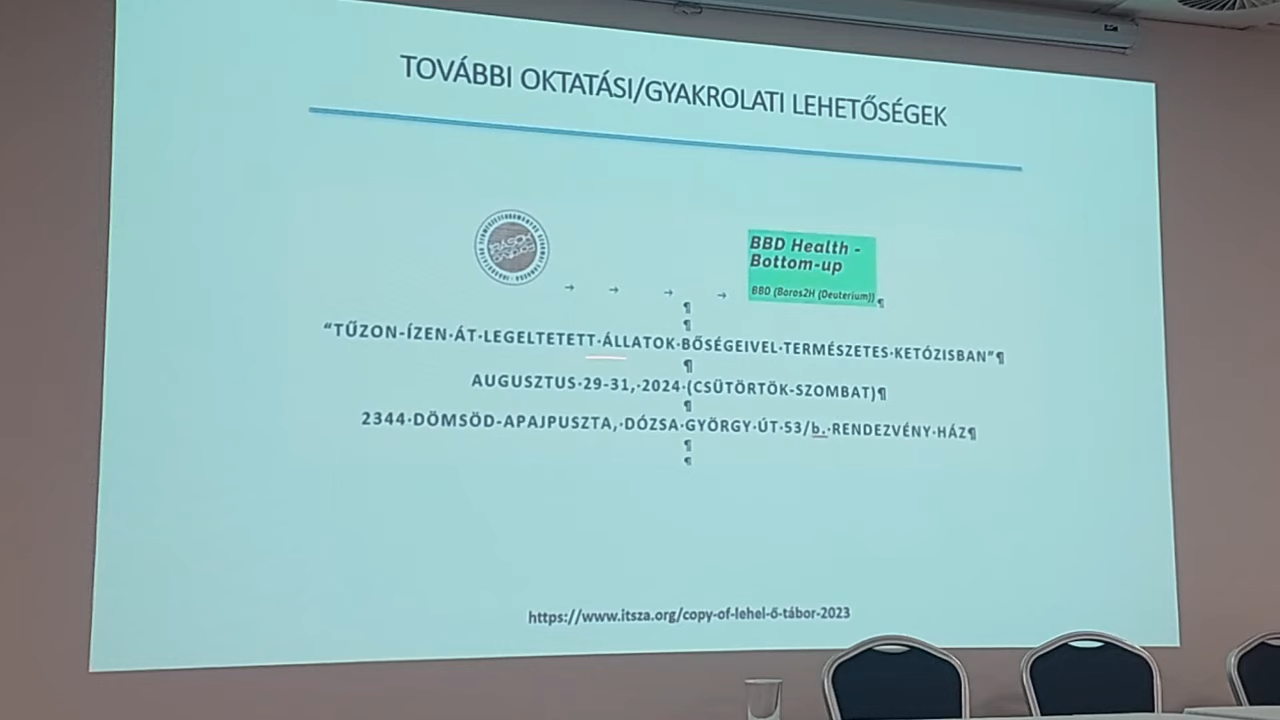 TOVÁBBI OKTATÁSI/GYAKROLATI LEHETŐSÉGEK
BBD Health -
Bottom-up
BBD (Boros2H (Deuterium))¶
→ → → →
¶
¶
“TŰZON-ÍZEN·ÁT·LEGELTETETT·ÁLLATOK·BŐSÉGEIVEL·TERMÉSZETES·KETÓZISBAN”¶
¶
AUGUSZTUS·29-31,·2024·(CSÜTÖRTÖK-SZOMBAT)¶
¶
2344·DÖMSÖD-APAJPUSZTA,·DÓZSA·GYÖRGY·ÚT·53/b.·RENDEZVÉNY·HÁZ¶
¶
¶
https://www.itsza.org/copy-of-lehel-ő-tábor-2023